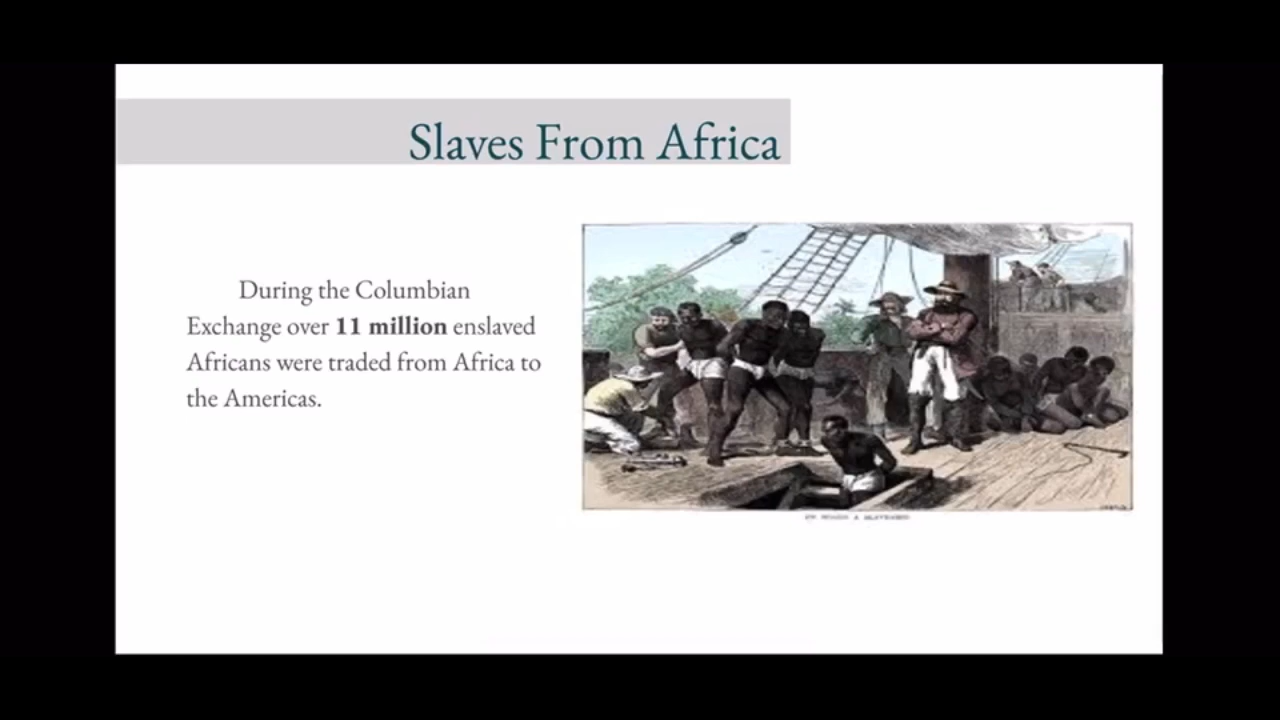 Slaves From Africa
During the Columbian
Exchange over 11 million enslaved
Africans were traded from Africa to
the Americas.